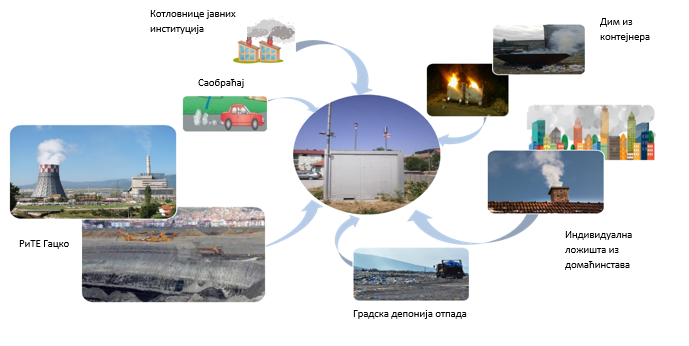 Котловнице јавних
институција
Дим из
контејнера
Саобраћај
РиТЕ Гацко
Индивидуална
ложишта из
домаћинстава
Градска депонија отпада